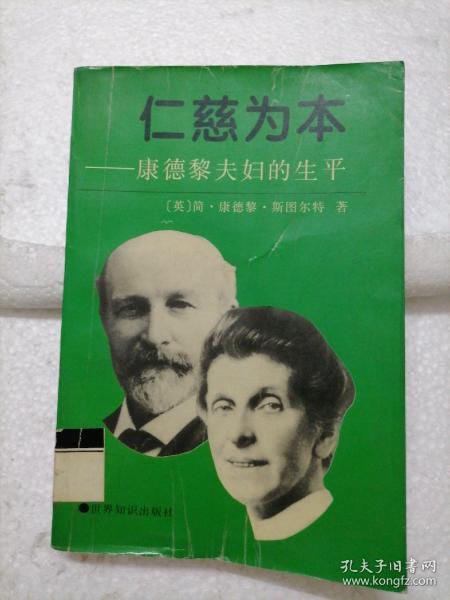 仁慈为本
——康德黎夫妇的生平
〔英〕简·康德黎·斯图尔特 著
●世界知识出版社
孔夫子旧书网
www.kongfz.com